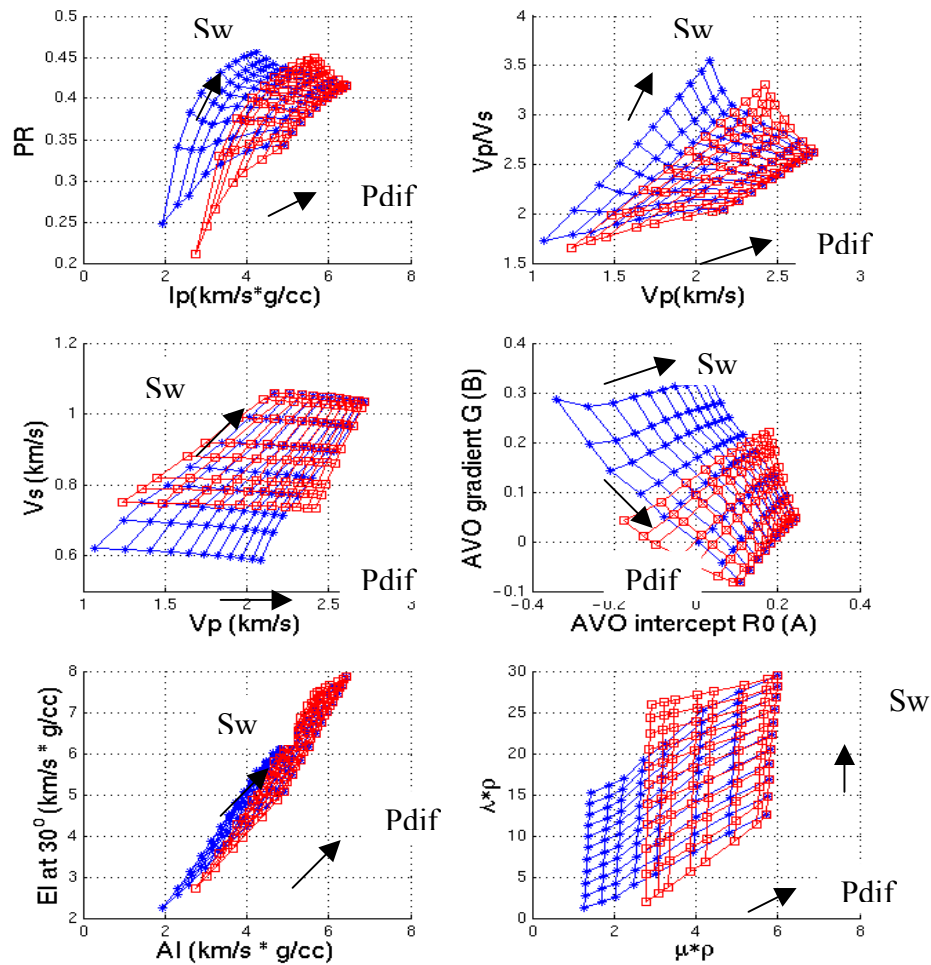 Sw
0.5
0.45
0.4
0.35
0.3
0.25
0.2
PR
Pdif
0 2 4 6 8
Ip(km/s*g/cc)
Sw
4
3.5
3
2.5
2
1.5
Vp/Vs
Pdif
1 1.5 2 2.5 3
Vp(km/s)
Sw
1.2
1
0.8
0.6
Vs (km/s)
Pdif
1 1.5 2 2.5 3
Vp (km/s)
Sw
0.4
0.3
0.2
0.1
0
-0.1
AVO gradient G (B)
Pdif
-0.4 -0.2 0 0.2 0.4
AVO intercept R0 (A)
Sw
8
7
6
5
4
3
2
EI at 30⁰ (km/s * g/cc)
Pdif
0 2 4 6 8
AI (km/s * g/cc)
Sw
30
25
20
15
10
5
0
λ*ρ
Pdif
0 2 4 6 8
μ*ρ